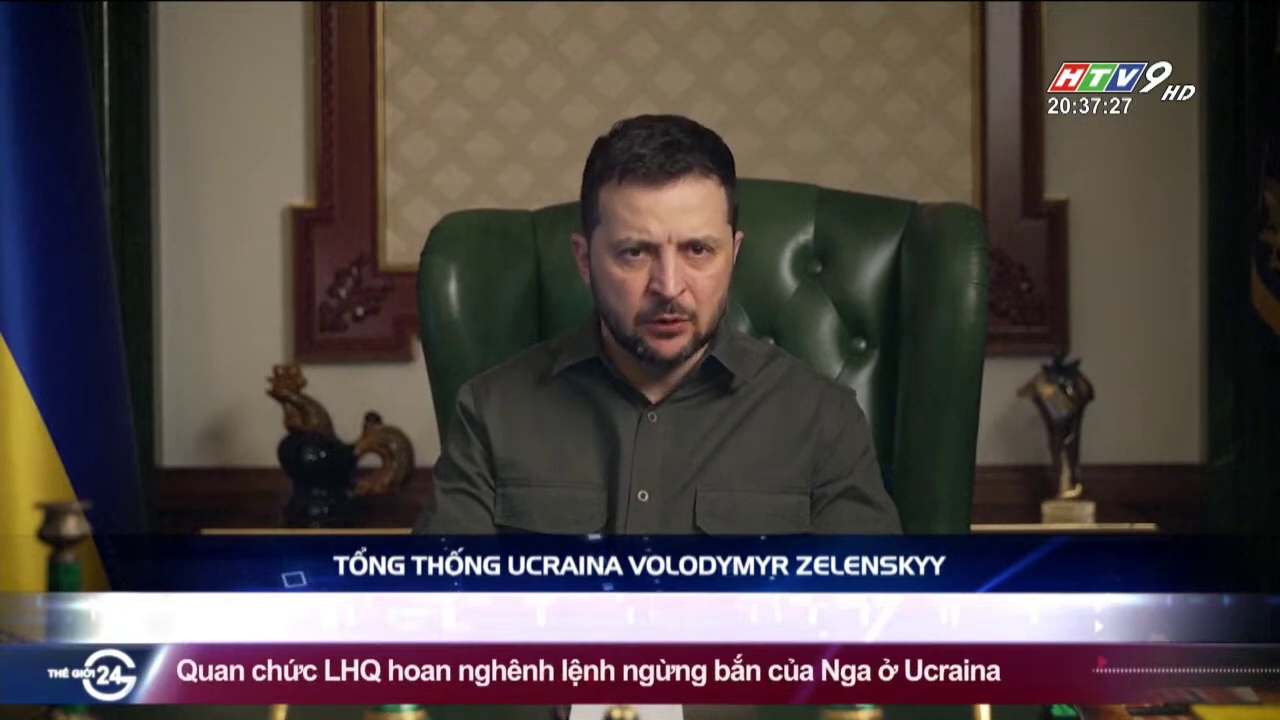 HTV9 HD
20:37:27
TỔNG THỐNG UCRAINA VOLODYMYR ZELENSKYY
THẾ GIỚI 24G
Quan chức LHQ hoan nghênh lệnh ngừng bắn của Nga ở Ucraina